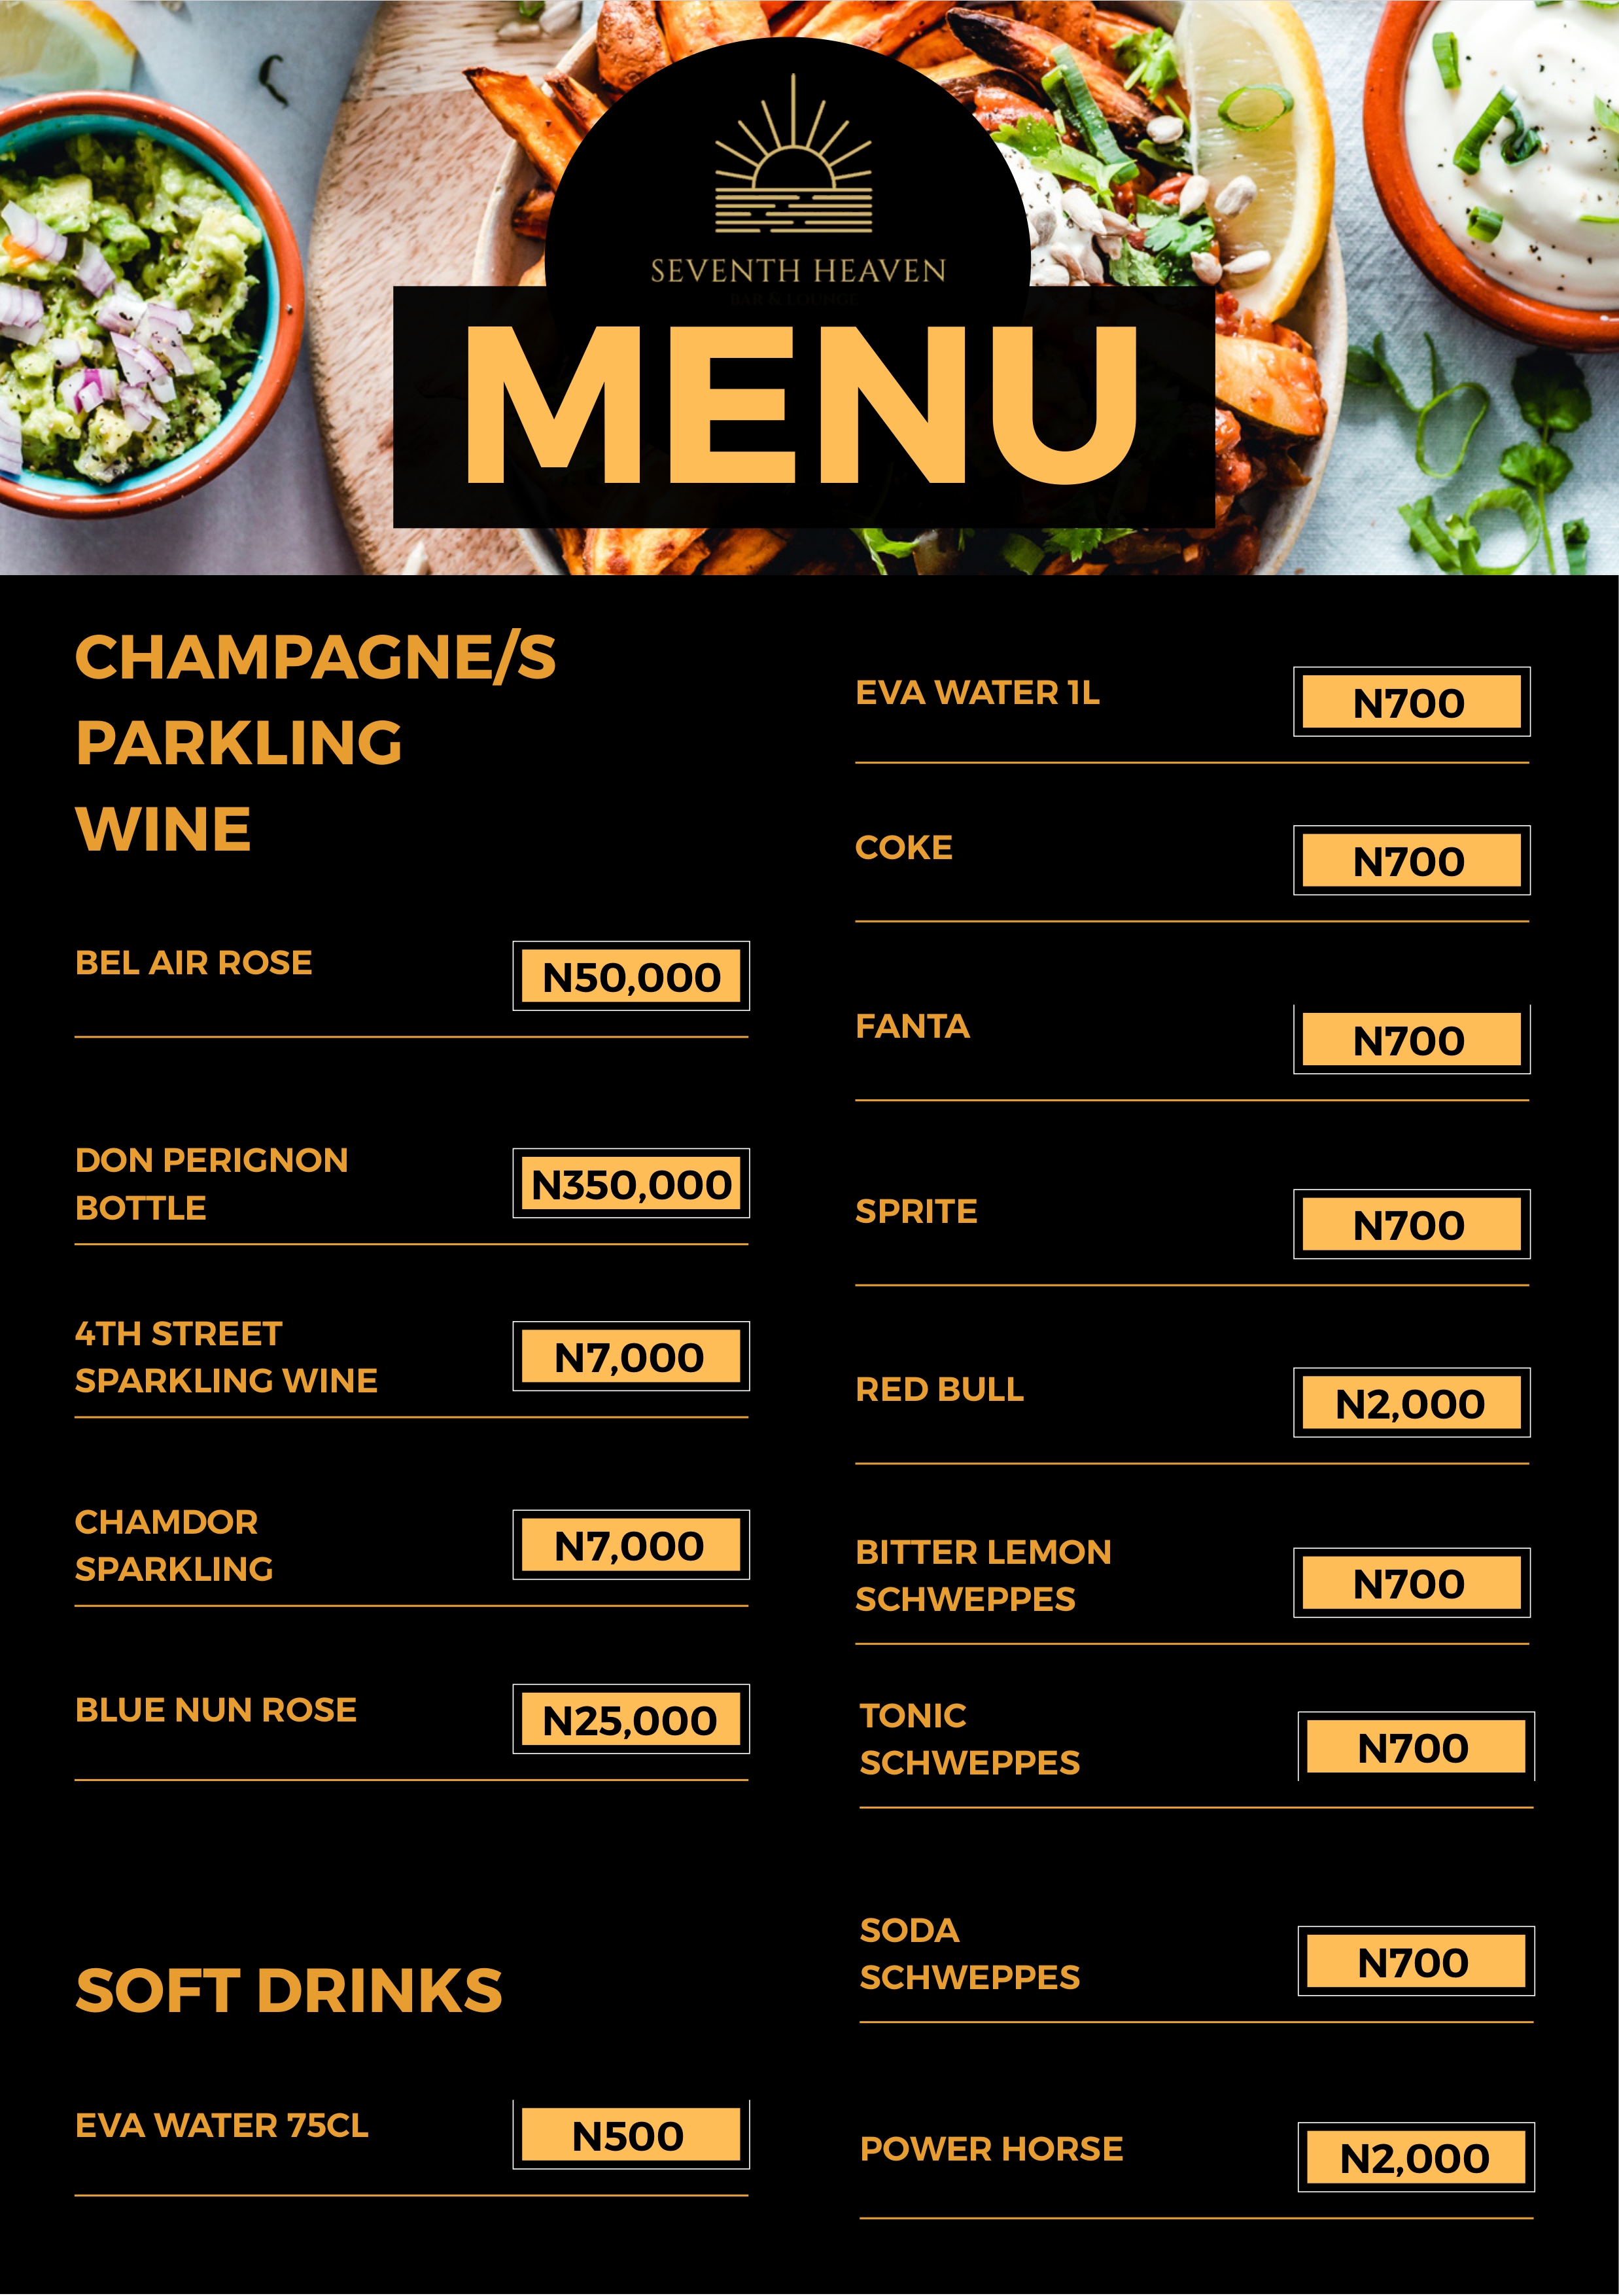 SEVENTH HEAVEN
BAR & LOUNGE
MENU
CHAMPAGNE/S
PARKLING
WINE
BEL AIR ROSE
N50,000
DON PERIGNON
BOTTLE
N350,000
4TH STREET
SPARKLING WINE
N7,000
CHAMDOR
SPARKLING
N7,000
BLUE NUN ROSE
N25,000
SOFT DRINKS
EVA WATER 75CL
N500
EVA WATER 1L
N700
COKE
N700
FANTA
N700
SPRITE
N700
RED BULL
N2,000
BITTER LEMON
SCHWEPPES
N700
TONIC
SCHWEPPES
N700
SODA
SCHWEPPES
N700
POWER HORSE
N2,000